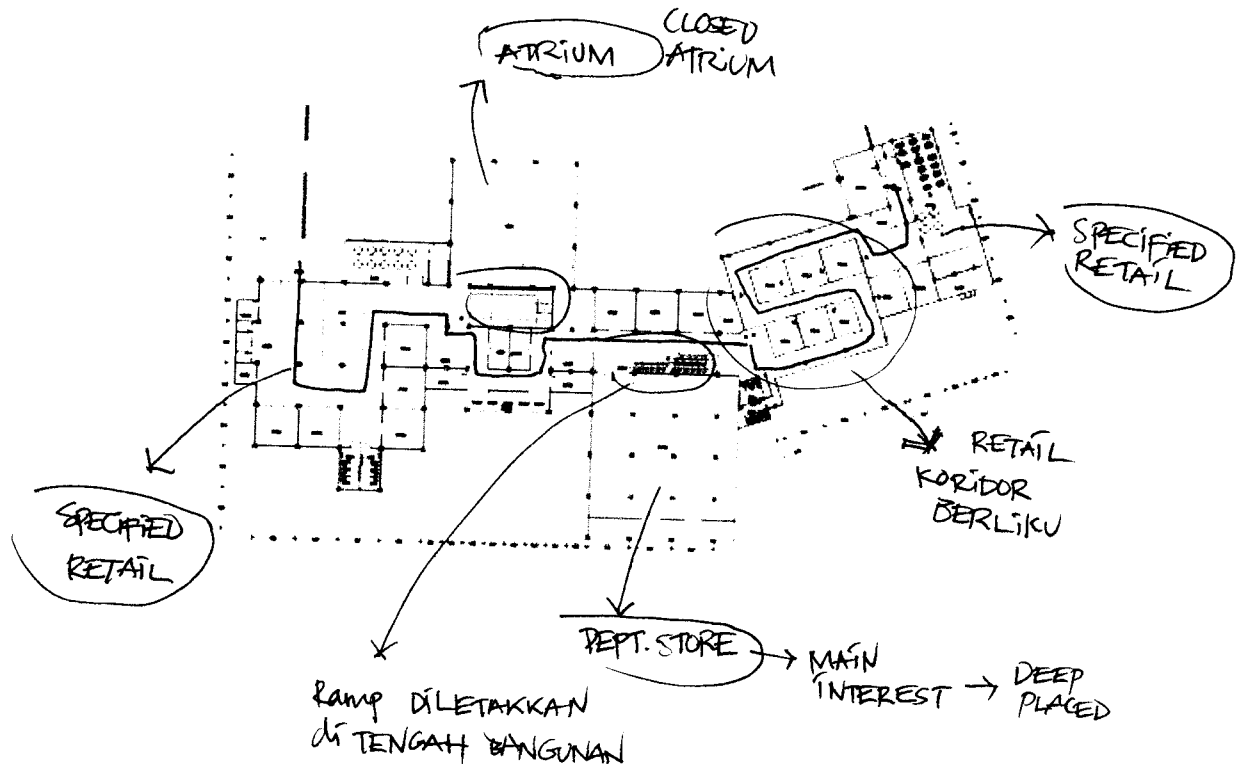 ATRIUM
CLOSED
ATRIUM
SPECIFIED
RETAIL
RETAIL
KORIDOR
BERLIKU
SPECIFIED
RETAIL
DEPT. STORE → MAIN
INTEREST → DEEP
PLACED
Ramp DILETAKKAN
di TENGAH BANGUNAN